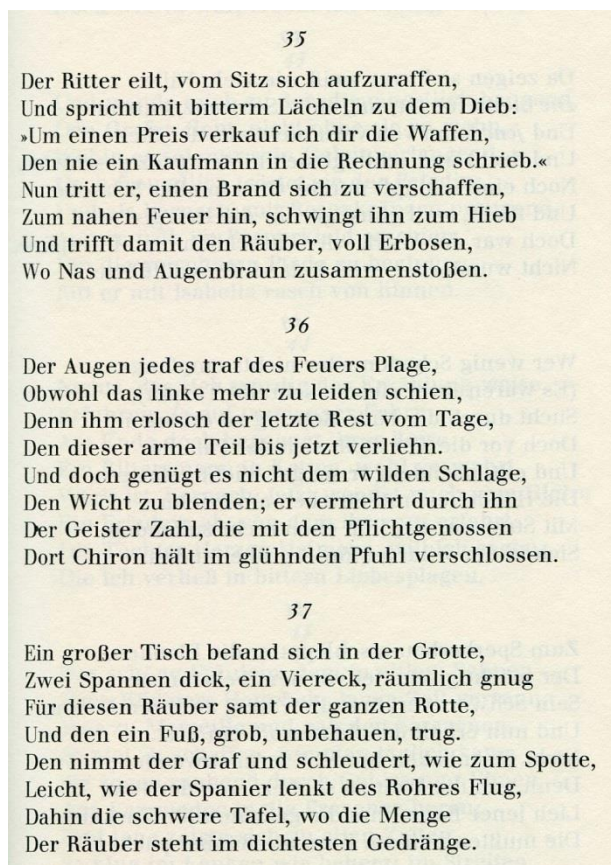 35
Der Ritter eilt, vom Sitz sich aufzuraffen,
Und spricht mit bitterm Lächeln zu dem Dieb:
»Um einen Preis verkauf ich dir die Waffen,
Den nie ein Kaufmann in die Rechnung schrieb.«
Nun tritt er, einen Brand sich zu verschaffen,
Zum nahen Feuer hin, schwingt ihn zum Hieb
Und trifft damit den Räuber, voll Erbosen,
Wo Nas und Augenbraun zusammenstoßen.
36
Der Augen jedes traf des Feuers Plage,
Obwohl das linke mehr zu leiden schien,
Denn ihm erlosch der letzte Rest vom Tage,
Den dieser arme Teil bis jetzt verliehn.
Und doch genügt es nicht dem wilden Schlage,
Den Wicht zu blenden; er vermehrt durch ihn
Der Geister Zahl, die mit den Pflichtgenossen
Dort Chiron hält im glühnden Pfuhl verschlossen.
37
Ein großer Tisch befand sich in der Grotte,
Zwei Spannen dick, ein Viereck, räumlich gnug
Für diesen Räuber samt der ganzen Rotte,
Und den ein Fuß, grob, unbehauen, trug.
Den nimmt der Graf und schleudert, wie zum Spotte,
Leicht, wie der Spanier lenkt des Rohres Flug,
Dahin die schwere Tafel, wo die Menge
Der Räuber steht im dichtesten Gedränge.